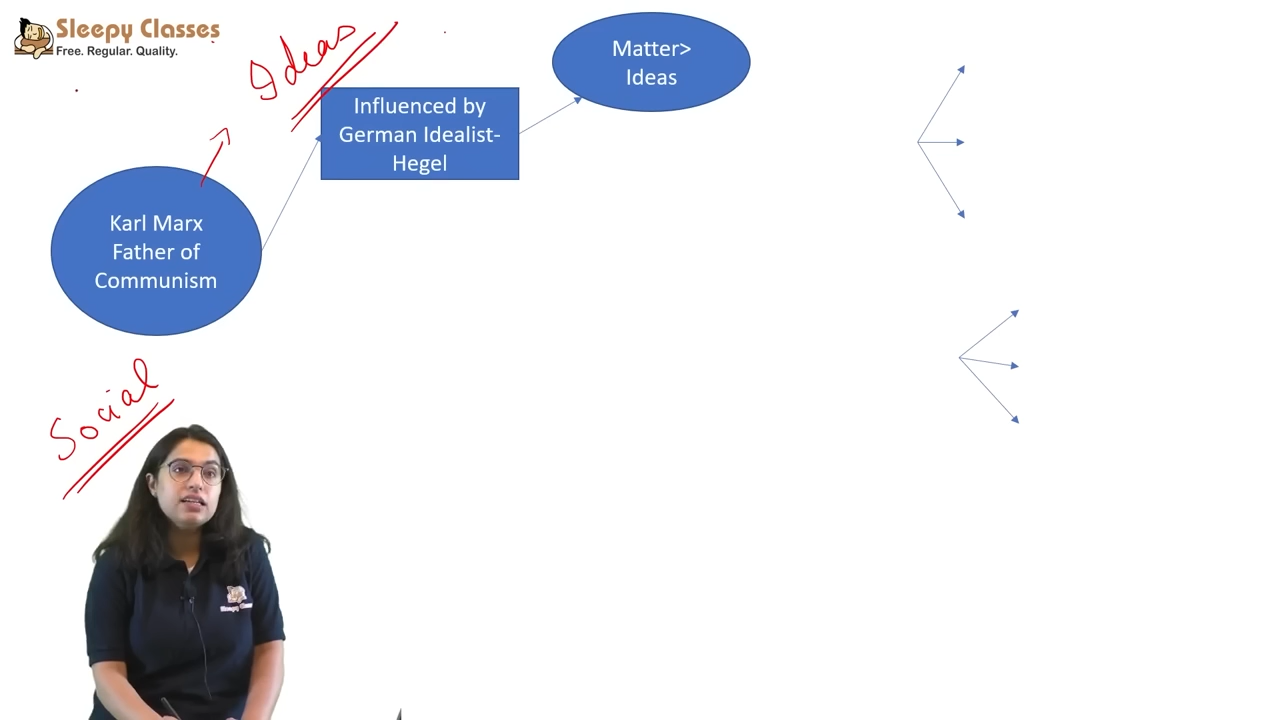 Sleepy Classes
Free. Regular. Quality.
Ideas
Matter>
Ideas
Influenced by
German Idealist-
Hegel
Karl Marx
Father of
Communism
Social